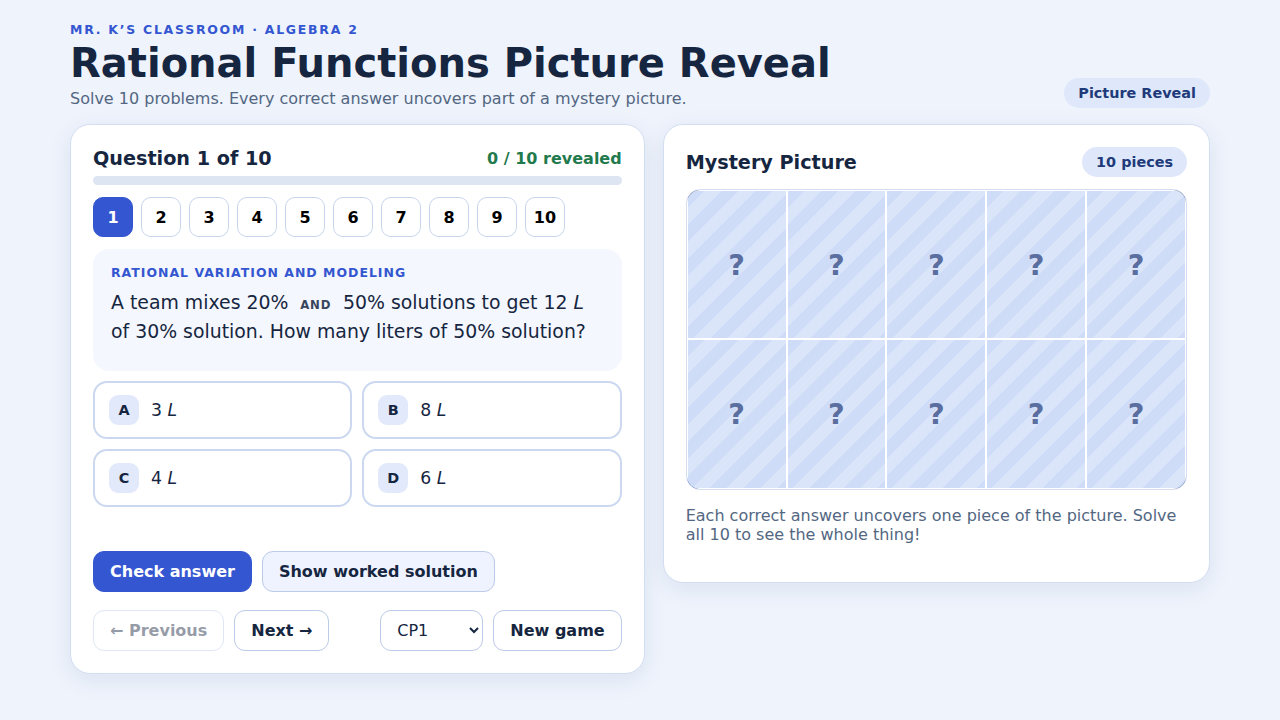 MR. K’S CLASSROOM · ALGEBRA 2
Rational Functions Picture Reveal
Solve 10 problems. Every correct answer uncovers part of a mystery picture.
Picture Reveal
Question 1 of 10
0 / 10 revealed
1 2 3 4 5 6 7 8 9 10
RATIONAL VARIATION AND MODELING
A team mixes 20% AND 50% solutions to get 12 L
of 30% solution. How many liters of 50% solution?
A 3 L
B 8 L
C 4 L
D 6 L
Check answer
Show worked solution
← Previous
Next →
CP1
New game
Mystery Picture
10 pieces
? ? ? ? ?
? ? ? ? ?
Each correct answer uncovers one piece of the picture. Solve
all 10 to see the whole thing!